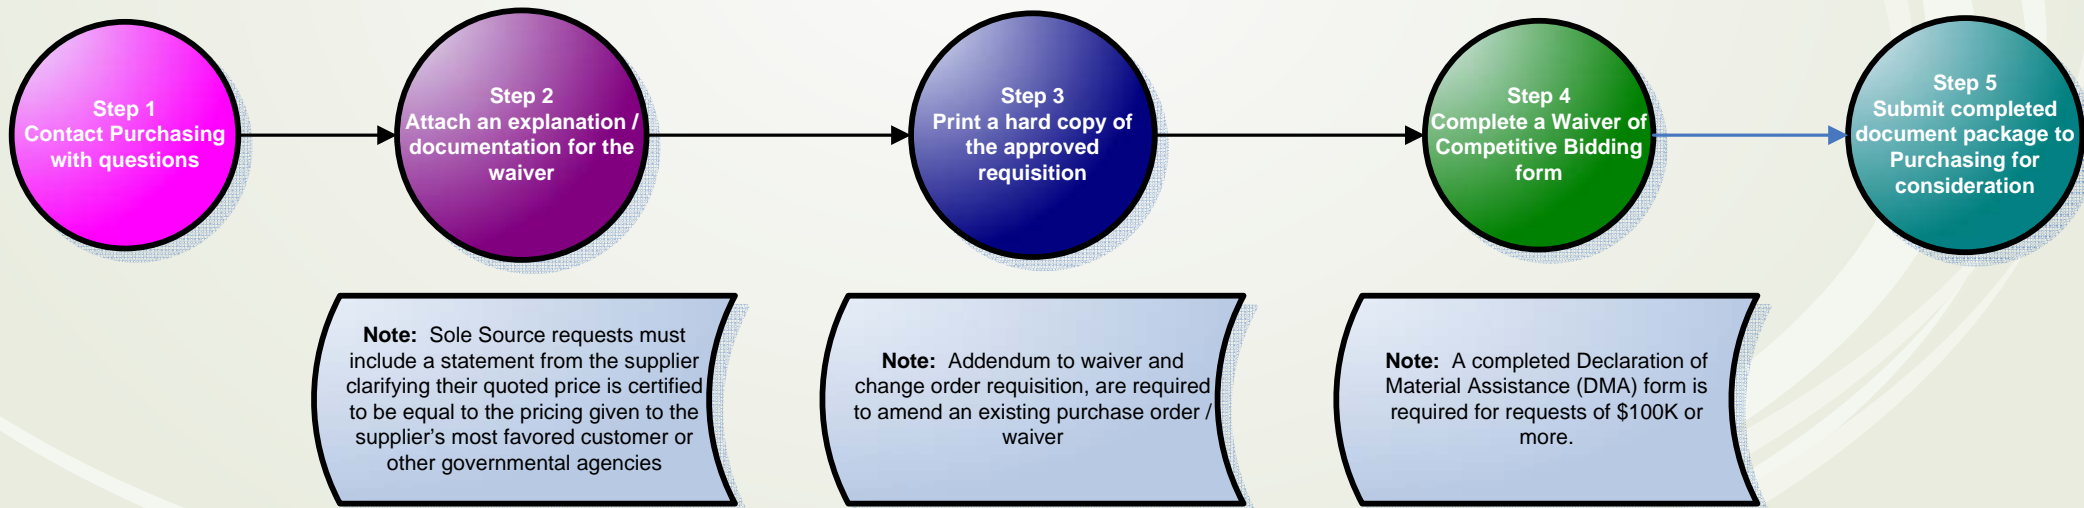 Step 1
Contact Purchasing
with questions
Step 2
Attach an explanation /
documentation for the
waiver
Step 3
Print a hard copy of
the approved
requisition
Step 4
Complete a Waiver of
Competitive Bidding
form
Step 5
Submit completed
document package to
Purchasing for
consideration
Note:  Sole Source requests must
include a statement from the supplier
clarifying their quoted price is certified
to be equal to the pricing given to the
supplier’s most favored customer or
other governmental agencies
Note:  Addendum to waiver and
change order requisition, are required
to amend an existing purchase order /
waiver
Note:  A completed Declaration of
Material Assistance (DMA) form is
required for requests of $100K or
more.